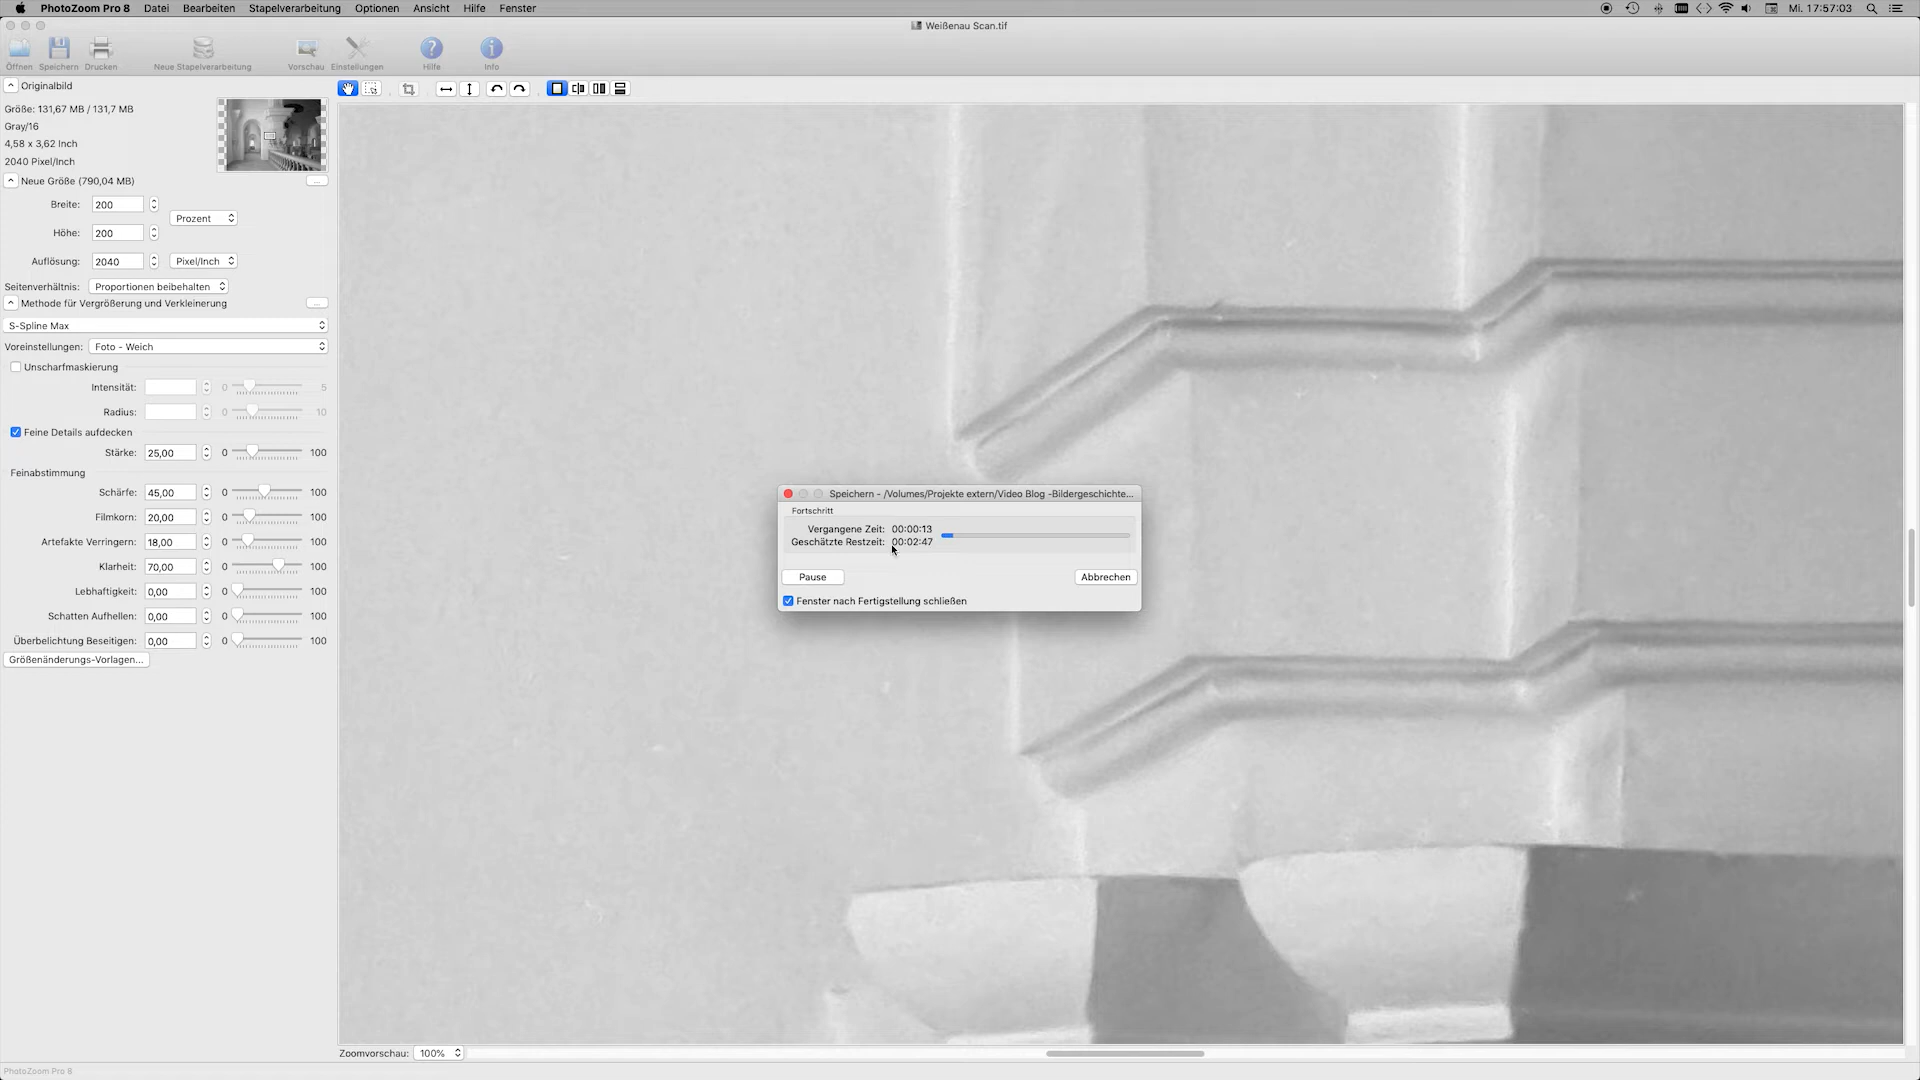 PhotoZoom Pro 8 Datei Bearbeiten Stapelverarbeitung Optionen Ansicht Hilfe Fenster Mi. 17:57:03
Weißenau Scan.tif
Öffnen Speichern Drucken Neue Stapelverarbeitung Vorschau Einstellungen Hilfe Info
Originalbild
Größe: 131,67 MB / 131,7 MB
Gray/16
4,58 x 3,62 Inch
2040 Pixel/Inch
Neue Größe (790,04 MB) ...
Breite: 200
Prozent
Höhe: 200
Auflösung: 2040 Pixel/Inch
Seitenverhältnis: Proportionen beibehalten
Methode für Vergrößerung und Verkleinerung ...
S-Spline Max
Voreinstellungen: Foto - Weich
Unscharfmaskierung
Intensität: 0 5
Radius: 0 10
Feine Details aufdecken
Stärke: 25,00 0 100
Feinabstimmung
Schärfe: 45,00 0 100
Filmkorn: 20,00 0 100
Artefakte Verringern: 18,00 0 100
Klarheit: 70,00 0 100
Lebhaftigkeit: 0,00 0 100
Schatten Aufhellen: 0,00 0 100
Überbelichtung Beseitigen: 0,00 0 100
Größenänderungs-Vorlagen...
Speichern - /Volumes/Projekte extern/Video Blog -Bildergeschichte...
Fortschritt
Vergangene Zeit: 00:00:13
Geschätzte Restzeit: 00:02:47
Pause Abbrechen
Fenster nach Fertigstellung schließen
Zoomvorschau: 100%
PhotoZoom Pro 8